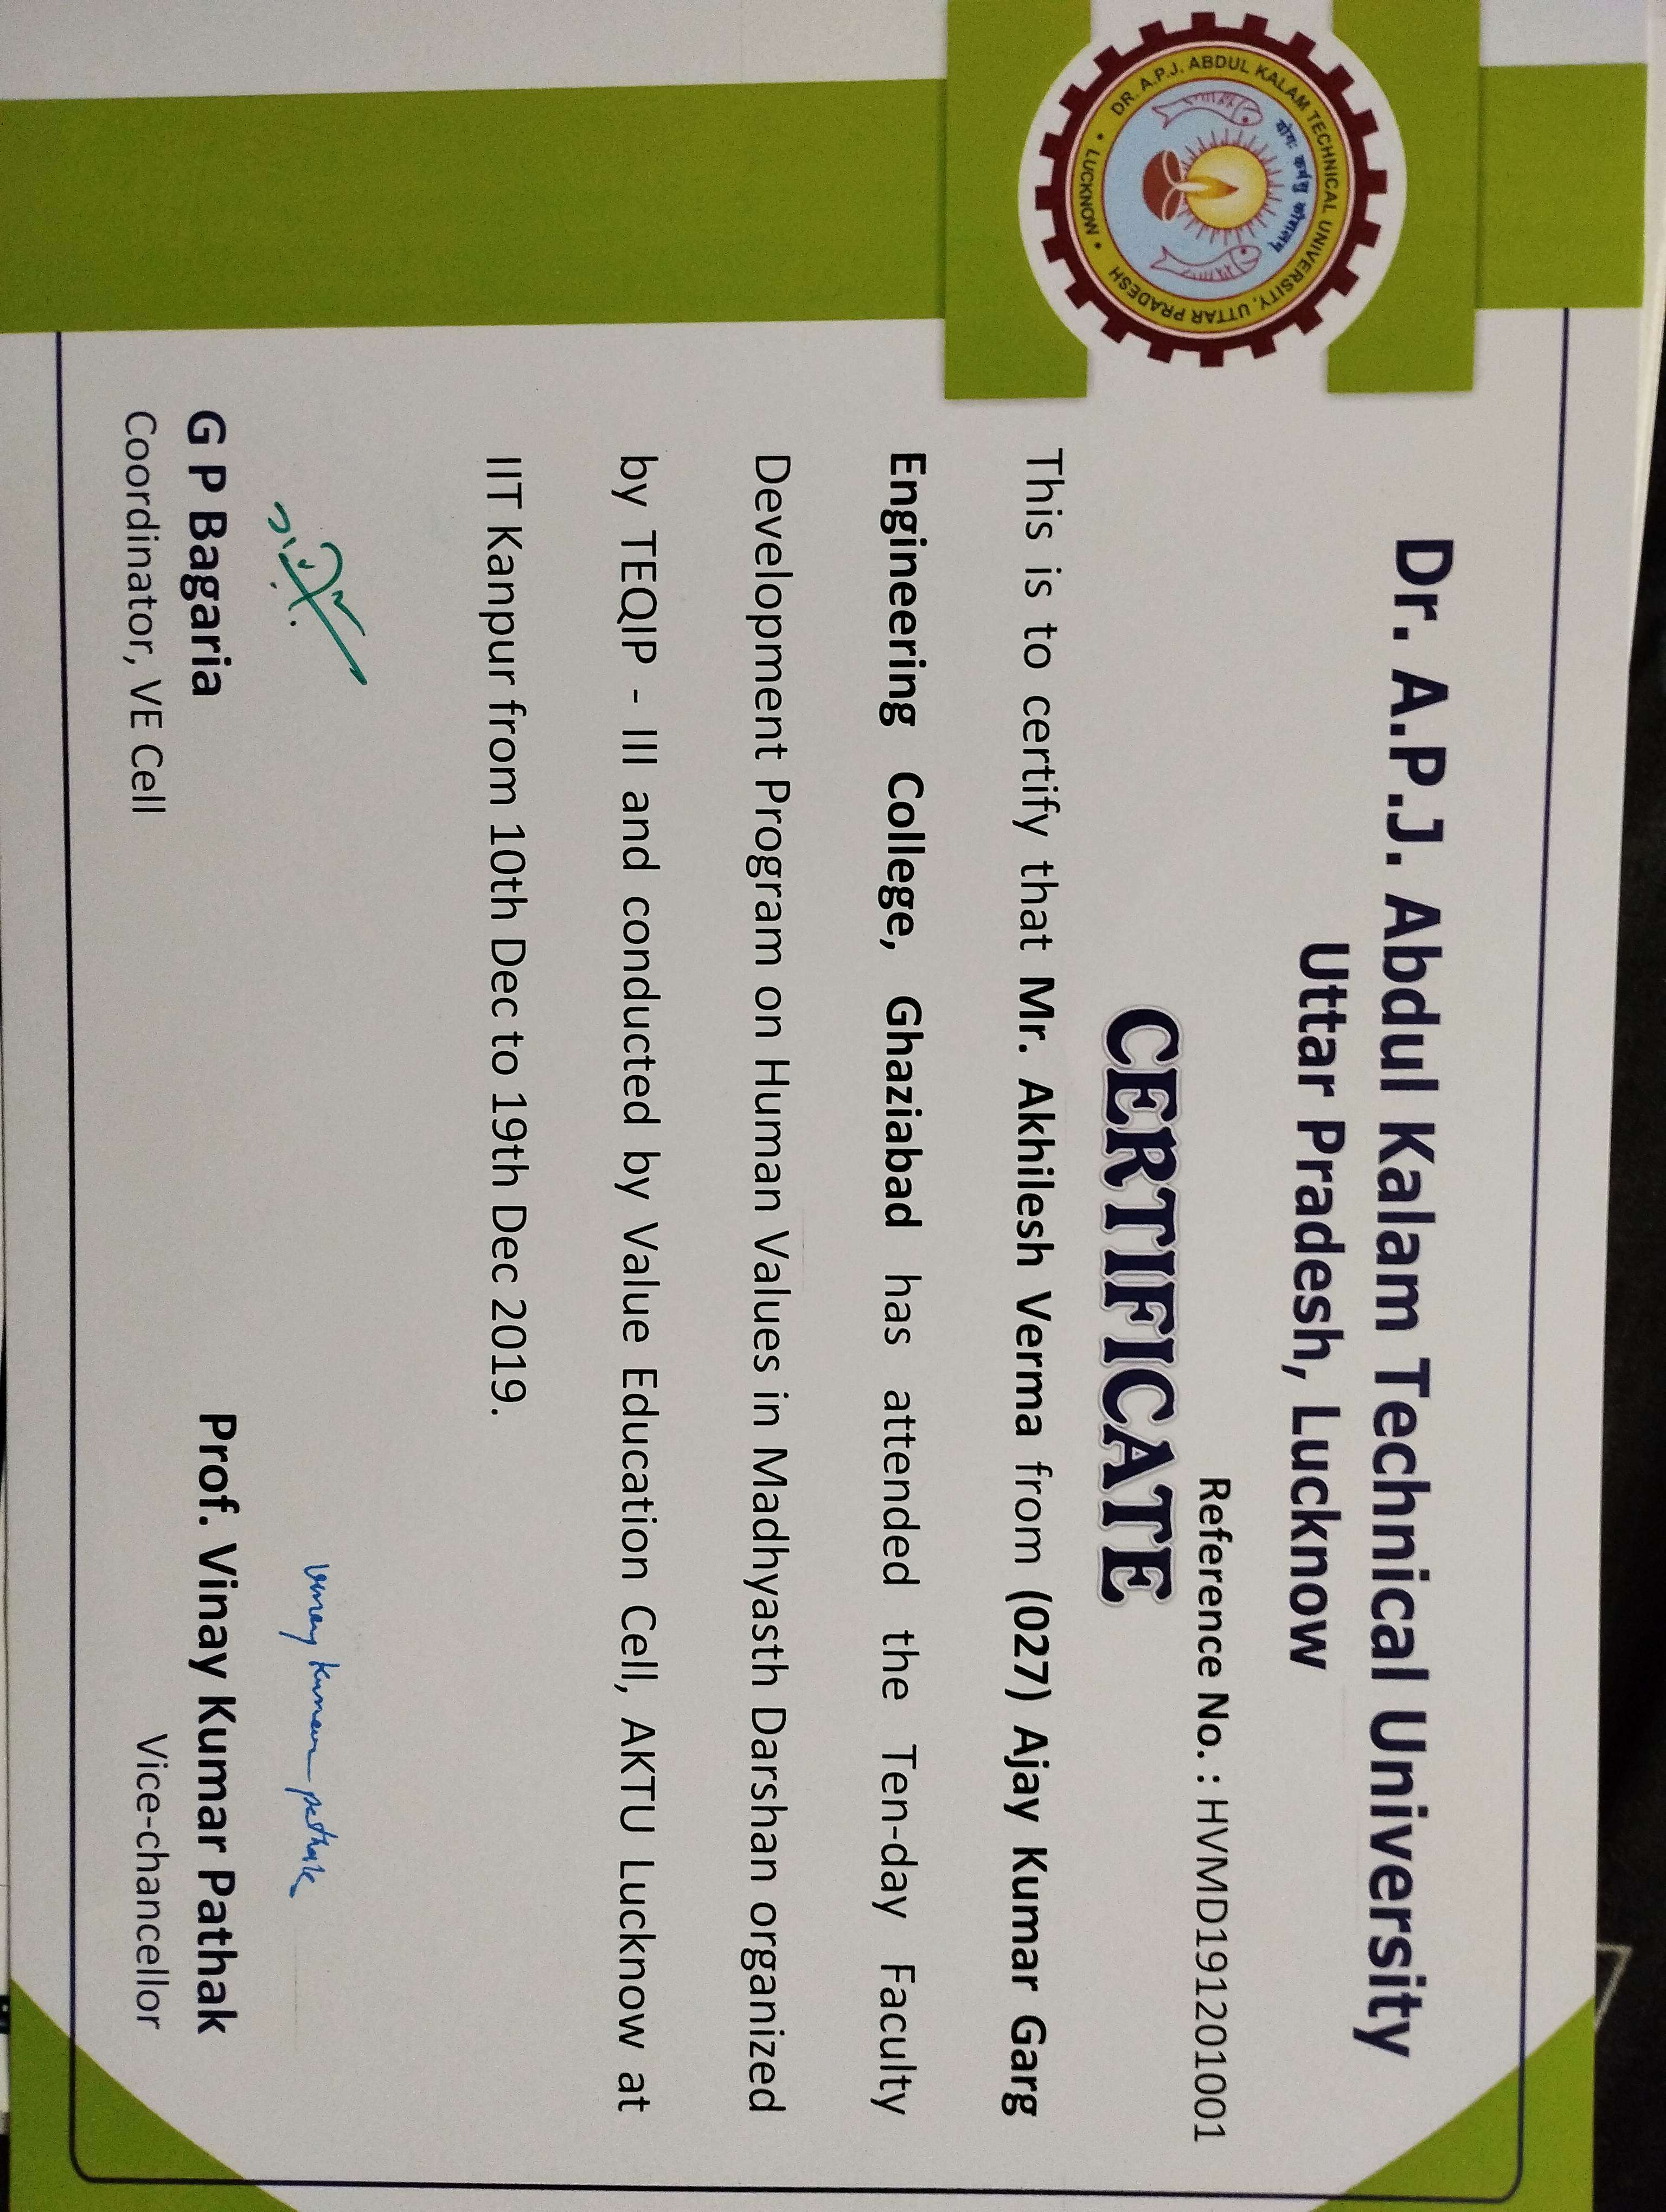 DR. A.P.J. ABDUL KALAM TECHNICAL UNIVERSITY, UTTAR PRADESH
• LUCKNOW •
योगः कर्मसु कौशलम्
Dr. A.P.J. Abdul Kalam Technical University
Uttar Pradesh, Lucknow
Reference No. : HVMD191201001
CERTIFICATE
This is to certify that Mr. Akhilesh Verma from (027) Ajay Kumar Garg
Engineering College, Ghaziabad has attended the Ten-day Faculty
Development Program on Human Values in Madhyasth Darshan organized
by TEQIP - III and conducted by Value Education Cell, AKTU Lucknow at
IIT Kanpur from 10th Dec to 19th Dec 2019.
Vinay Kumar Pathak
G P Bagaria
Coordinator, VE Cell
Prof. Vinay Kumar Pathak
Vice-chancellor